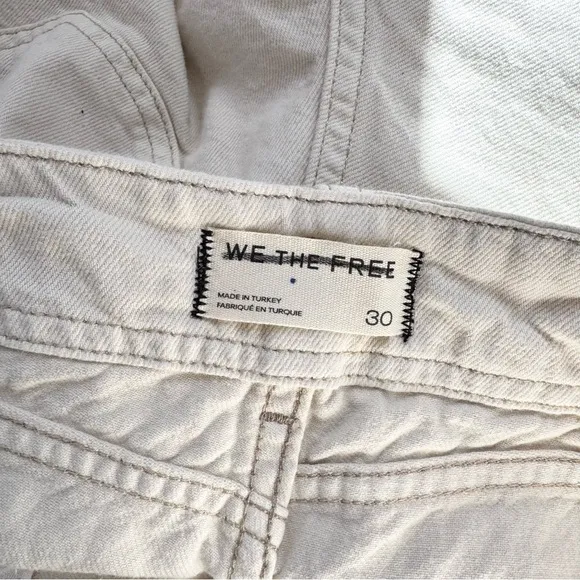 WE THE FREE
MADE IN TURKEY
FABRIQUÉ EN TURQUIE
30